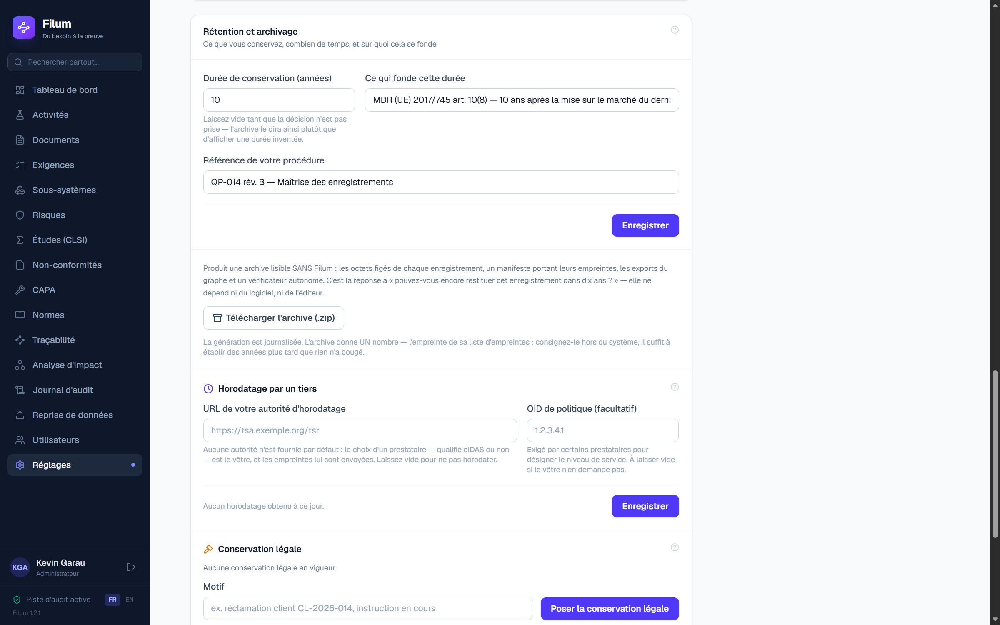 Filum
Du besoin à la preuve
Rechercher partout...
Tableau de bord
Activités
Documents
Exigences
Sous-systèmes
Risques
Études (CLSI)
Non-conformités
CAPA
Normes
Traçabilité
Analyse d'impact
Journal d'audit
Reprise de données
Utilisateurs
Réglages
KGA
Kevin Garau
Administrateur
Piste d'audit active
FR
EN
Filum 1.2.1
Rétention et archivage
Ce que vous conservez, combien de temps, et sur quoi cela se fonde
Durée de conservation (années)
Ce qui fonde cette durée
10
MDR (UE) 2017/745 art. 10(8) — 10 ans après la mise sur le marché du derni
Laissez vide tant que la décision n'est pas
prise — l'archive le dira ainsi plutôt que
d'afficher une durée inventée.
Référence de votre procédure
QP-014 rév. B — Maîtrise des enregistrements
Enregistrer
Produit une archive lisible SANS Filum : les octets figés de chaque enregistrement, un manifeste portant leurs empreintes, les exports du
graphe et un vérificateur autonome. C'est la réponse à « pouvez-vous encore restituer cet enregistrement dans dix ans ? » — elle ne
dépend ni du logiciel, ni de l'éditeur.
Télécharger l'archive (.zip)
La génération est journalisée. L'archive donne UN nombre — l'empreinte de sa liste d'empreintes : consignez-le hors du système, il suffit à
établir des années plus tard que rien n'a bougé.
Horodatage par un tiers
URL de votre autorité d'horodatage
OID de politique (facultatif)
https://tsa.exemple.org/tsr
1.2.3.4.1
Aucune autorité n'est fournie par défaut : le choix d'un prestataire — qualifié eIDAS ou non
— est le vôtre, et les empreintes lui sont envoyées. Laissez vide pour ne pas horodater.
Exigé par certains prestataires pour
désigner le niveau de service. À laisser vide
si le vôtre n'en demande pas.
Aucun horodatage obtenu à ce jour.
Enregistrer
Conservation légale
Aucune conservation légale en vigueur.
Motif
ex. réclamation client CL-2026-014, instruction en cours
Poser la conservation légale